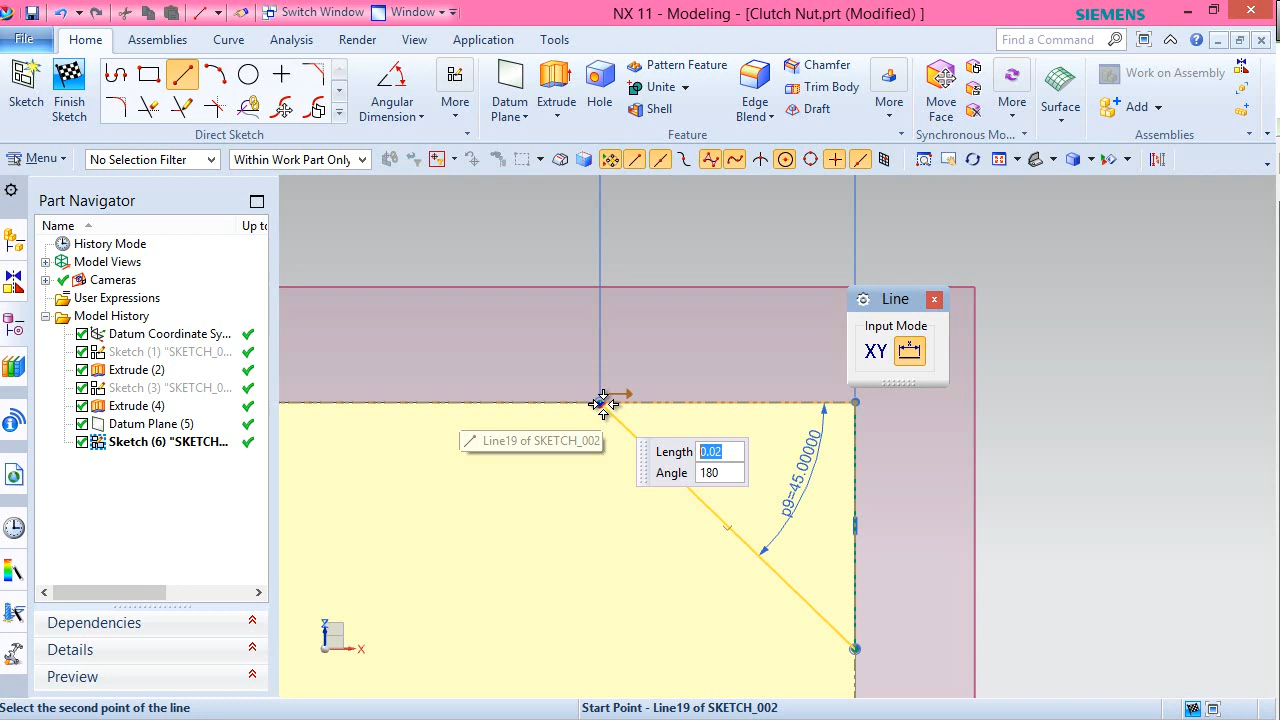 Switch Window
Window
NX 11 - Modeling - [Clutch Nut.prt (Modified) ]
SIEMENS
File
Home
Assemblies
Curve
Analysis
Render
View
Application
Tools
Find a Command
Sketch
Finish
Sketch
Angular
Dimension
More
Direct Sketch
Datum
Plane
Extrude
Hole
Pattern Feature
Unite
Shell
Edge
Blend
Chamfer
Trim Body
Draft
More
Feature
Move
Face
More
Synchronous Mo...
Surface
Work on Assembly
Add
Assemblies
Menu
No Selection Filter
Within Work Part Only
Part Navigator
Name
Up to
History Mode
Model Views
Cameras
User Expressions
Model History
Datum Coordinate Sy...
Sketch (1) "SKETCH_0...
Extrude (2)
Sketch (3) "SKETCH_0...
Extrude (4)
Datum Plane (5)
Sketch (6) "SKETCH...
Dependencies
Details
Preview
Line
Input Mode
XY
Line19 of SKETCH_002
Length 0.02
Angle 180
p9=45.00000
Z
X
Select the second point of the line
Start Point - Line19 of SKETCH_002